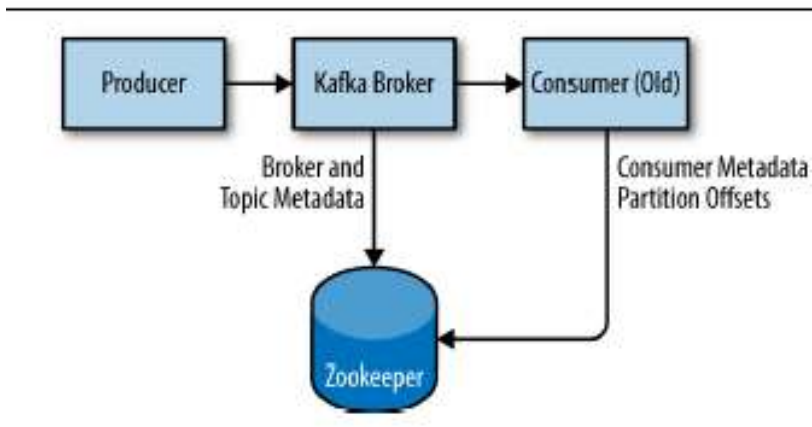 Producer
Kafka Broker
Consumer (Old)
Broker and
Topic Metadata
Consumer Metadata
Partition Offsets
Zookeeper